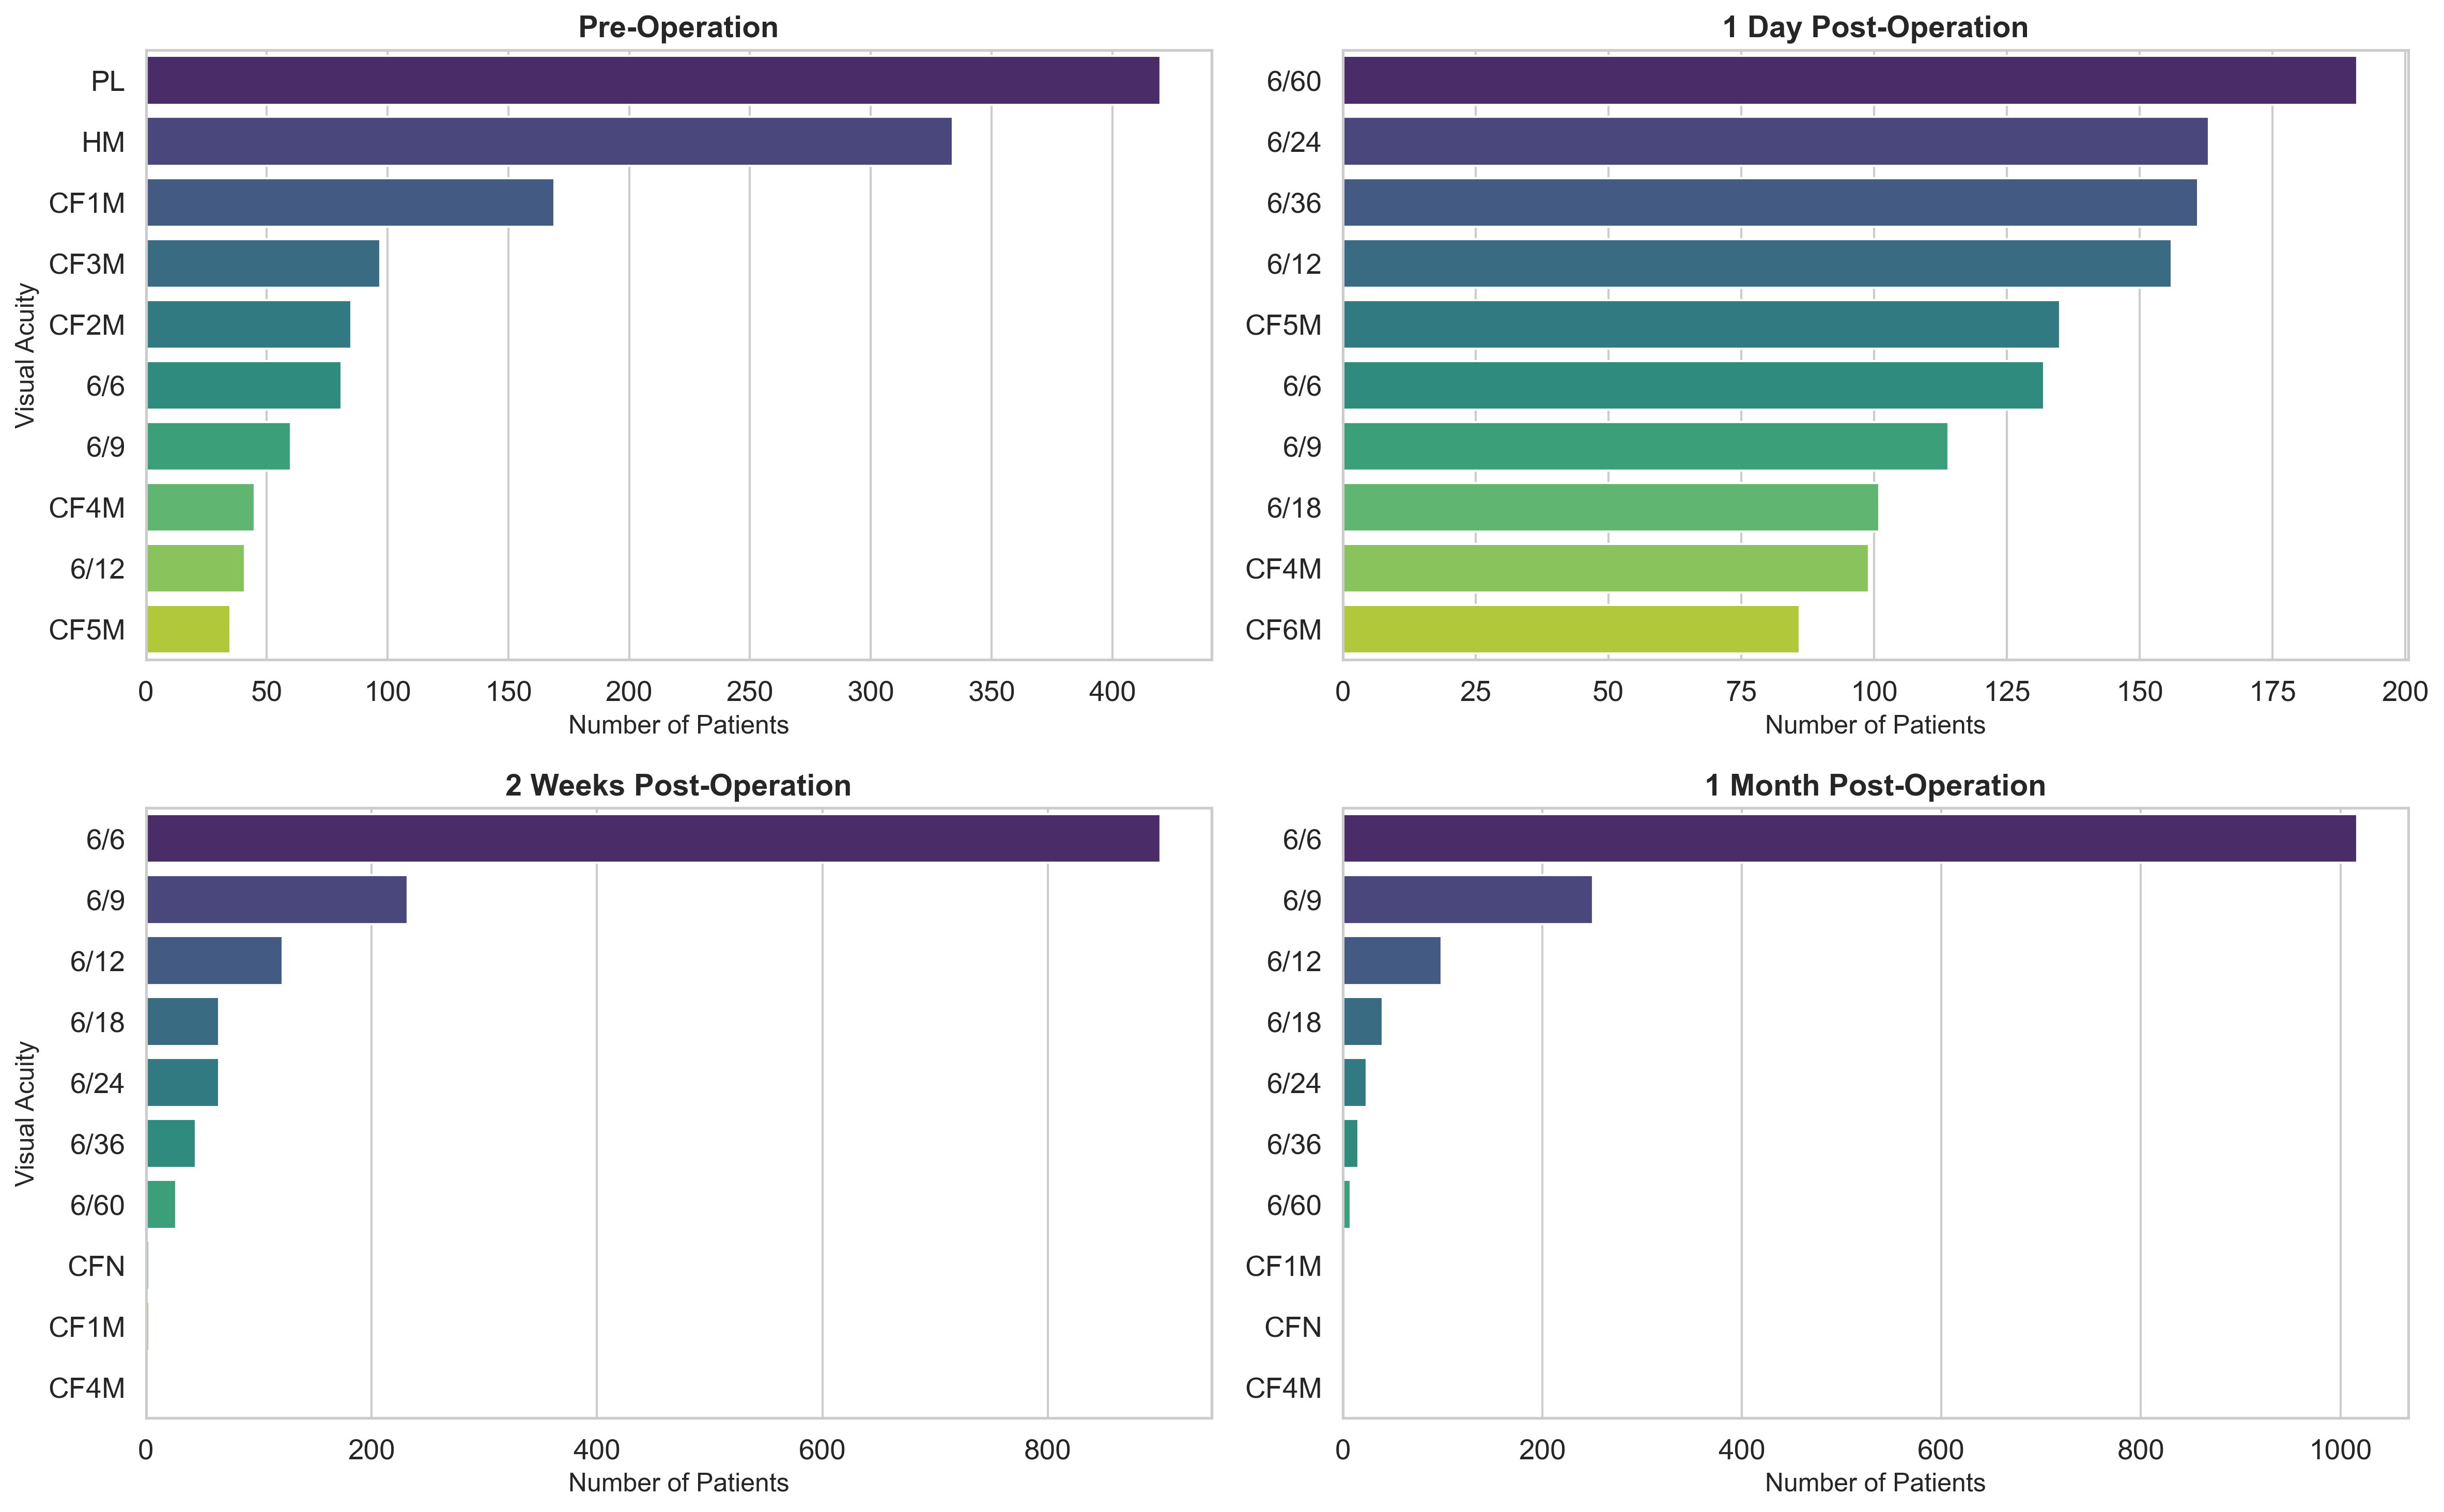 Pre-Operation
Visual Acuity
PL
HM
CF1M
CF3M
CF2M
6/6
6/9
CF4M
6/12
CF5M
0 50 100 150 200 250 300 350 400
Number of Patients
1 Day Post-Operation
6/60
6/24
6/36
6/12
CF5M
6/6
6/9
6/18
CF4M
CF6M
0 25 50 75 100 125 150 175 200
Number of Patients
2 Weeks Post-Operation
Visual Acuity
6/6
6/9
6/12
6/18
6/24
6/36
6/60
CFN
CF1M
CF4M
0 200 400 600 800
Number of Patients
1 Month Post-Operation
6/6
6/9
6/12
6/18
6/24
6/36
6/60
CF1M
CFN
CF4M
0 200 400 600 800 1000
Number of Patients